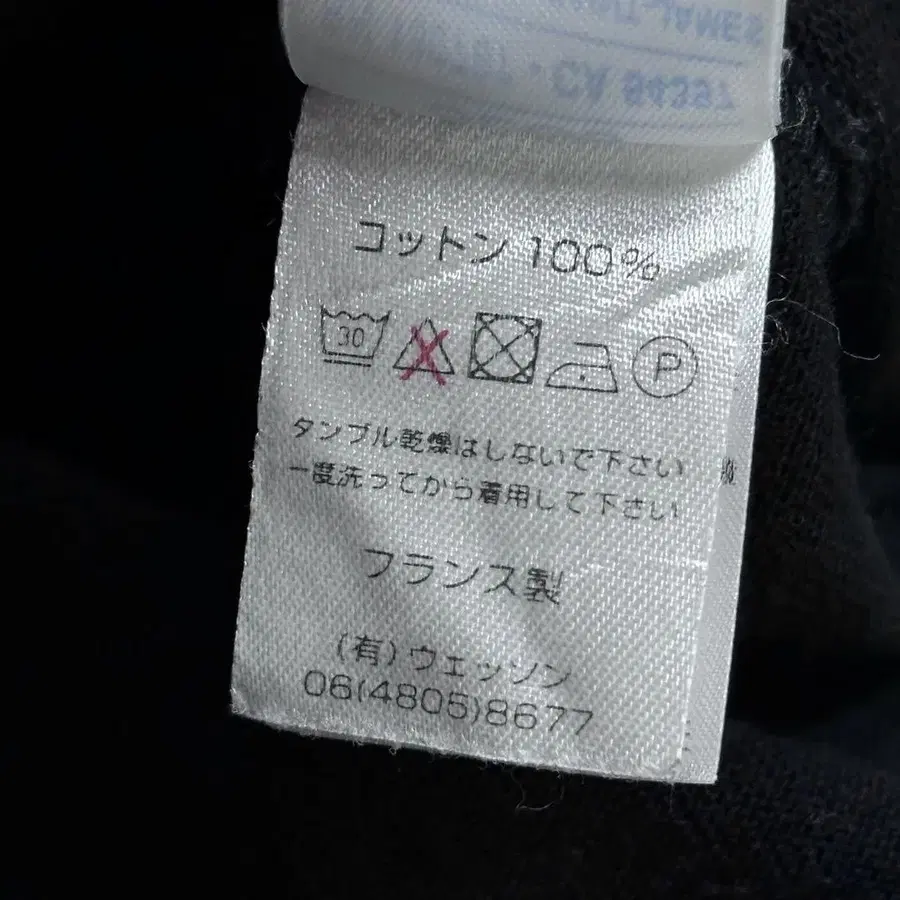 CA 94397
コットン 100%
30
P
タンブル乾燥はしないで下さい
一度洗ってから着用して下さい
フランス製
(有)ウェッソン
06(4805)8677